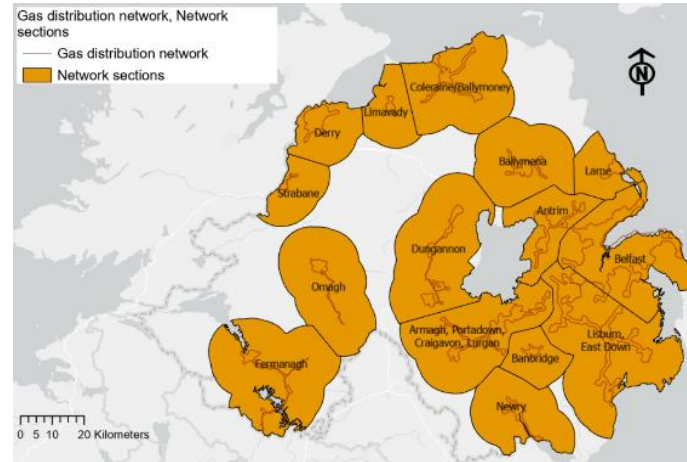 Gas distribution network, Network
sections
Gas distribution network
Network sections
N
Coleraine/Ballymoney
Limavady
Derry
Strabane
Ballymena
Larne
Antrim
Belfast
Dungannon
Omagh
Armagh, Portadown,
Craigavon, Lurgan
Lisburn,
East Down
Banbridge
Fermanagh
Newry
0 5 10 20 Kilometers